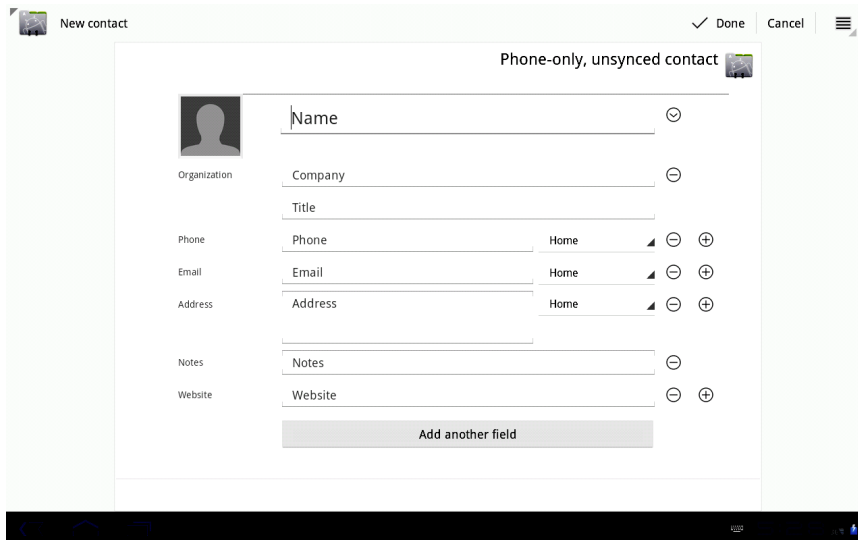 New contact
Done
Cancel
Phone-only, unsynced contact
Name
Organization
Company
Title
Phone
Phone
Home
Email
Email
Home
Address
Address
Home
Notes
Notes
Website
Website
Add another field